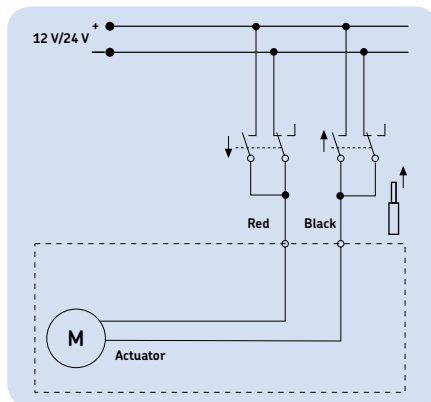 +
12 V/24 V
–
Red Black
M
Actuator